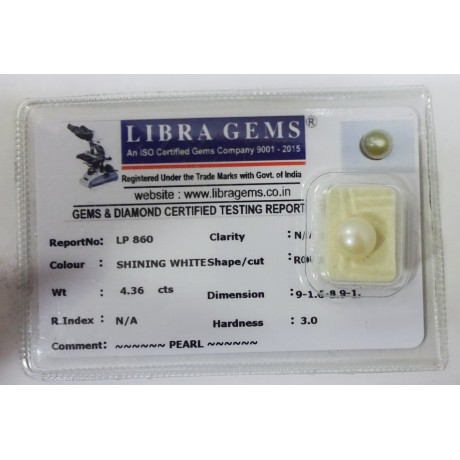 LIBRA GEMS ®
An ISO Certified Gems Company 9001 - 2015
Registered Under the Trade Marks with Govt. of India
website : www.libragems.co.in
GEMS & DIAMOND CERTIFIED TESTING REPORT
ReportNo: LP 860 Clarity : N/A
Colour : SHINING WHITE Shape/cut :
Wt : 4.36 cts Dimension :
R.Index : N/A Hardness : 3.0
Comment: ~~~~~~ PEARL ~~~~~~